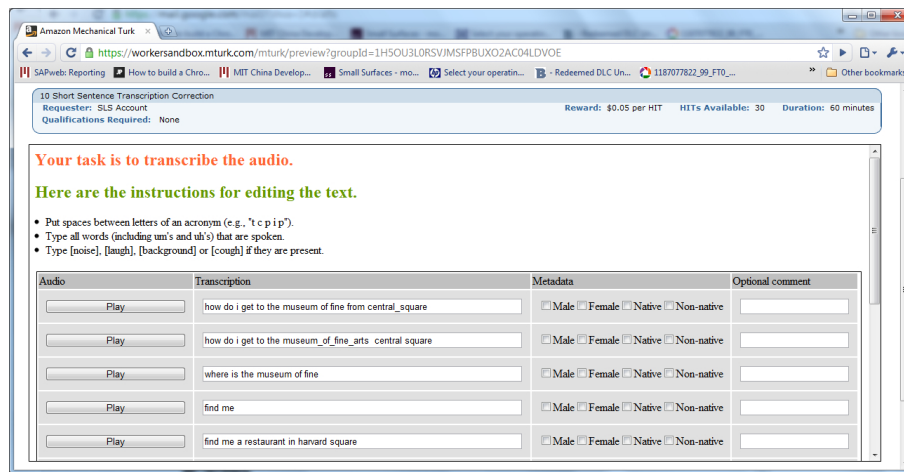 Amazon Mechanical Turk
https://workersandbox.mturk.com/mturk/preview?groupId=1H5OU3L0RSVJMSFPBUXO2AC04LDVOE
SAPweb: Reporting How to build a Chro... MIT China Develop... Small Surfaces - mo... Select your operatin... - Redeemed DLC Un... 1187077822_99_FT0_... » Other bookmarks
10 Short Sentence Transcription Correction
Requester: SLS Account Reward: $0.05 per HIT HITs Available: 30 Duration: 60 minutes
Qualifications Required: None
Your task is to transcribe the audio.
Here are the instructions for editing the text.
• Put spaces between letters of an acronym (e.g., "t c p i p").
• Type all words (including um's and uh's) that are spoken.
• Type [noise], [laugh], [background] or [cough] if they are present.
Audio Transcription Metadata Optional comment
Play how do i get to the museum of fine from central_square Male Female Native Non-native
Play how do i get to the museum_of_fine_arts central square Male Female Native Non-native
Play where is the museum of fine Male Female Native Non-native
Play find me Male Female Native Non-native
Play find me a restaurant in harvard square Male Female Native Non-native